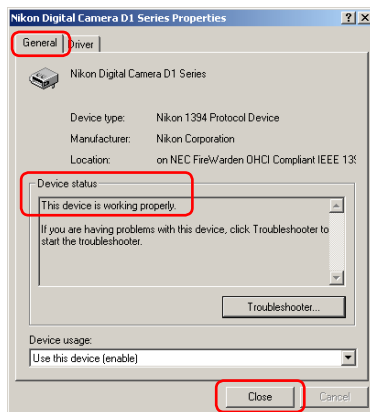 Nikon Digital Camera D1 Series Properties
General Driver
Nikon Digital Camera D1 Series
Device type: Nikon 1394 Protocol Device
Manufacturer: Nikon Corporation
Location: on NEC FireWarden OHCI Compliant IEEE 139
Device status
This device is working properly.
If you are having problems with this device, click Troubleshooter to
start the troubleshooter.
Troubleshooter...
Device usage:
Use this device (enable)
Close Cancel